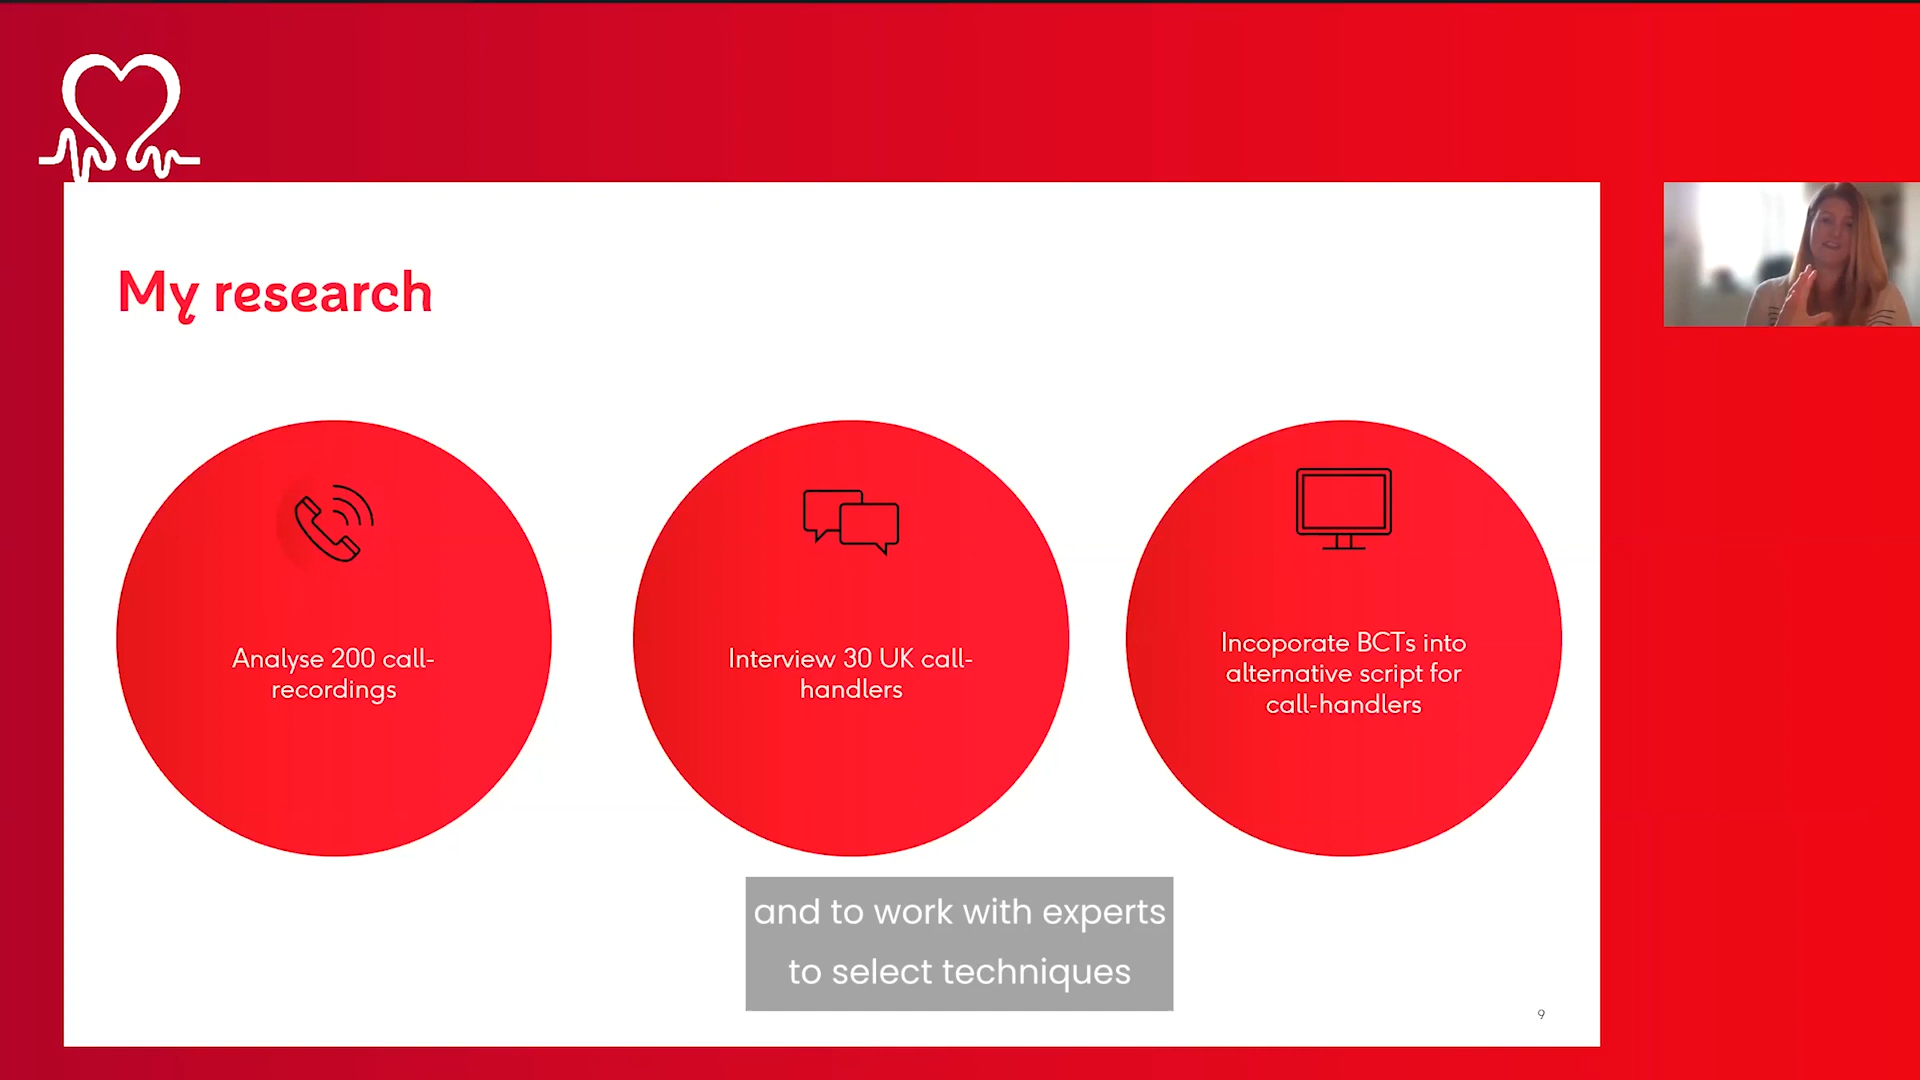 My research
Analyse 200 call-
recordings
Interview 30 UK call-
handlers
Incoporate BCTs into
alternative script for
call-handlers
and to work with experts
to select techniques
9